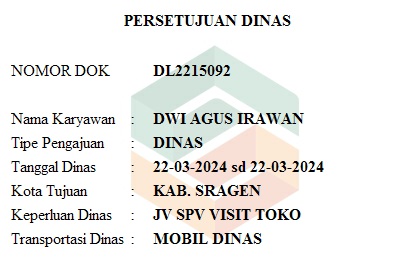 PERSETUJUAN DINAS
NOMOR DOK DL2215092
Nama Karyawan : DWI AGUS IRAWAN
Tipe Pengajuan : DINAS
Tanggal Dinas : 22-03-2024 sd 22-03-2024
Kota Tujuan : KAB. SRAGEN
Keperluan Dinas : JV SPV VISIT TOKO
Transportasi Dinas : MOBIL DINAS